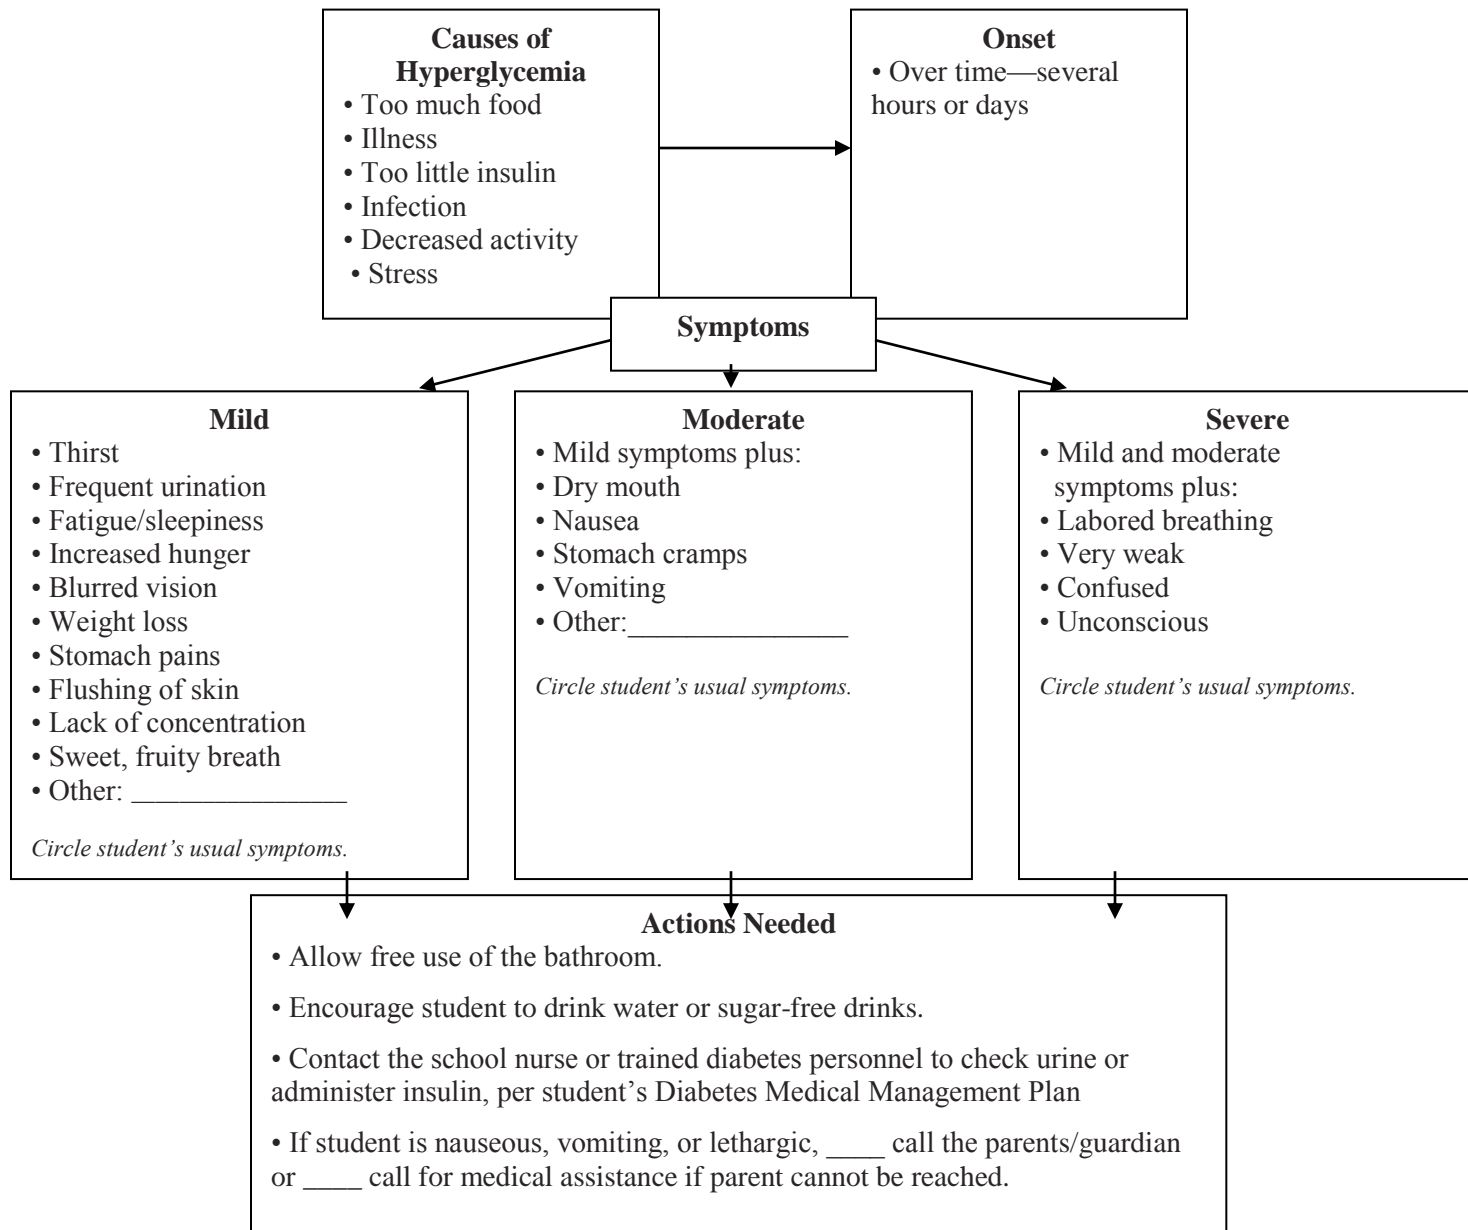 Causes of
Hyperglycemia
• Too much food
• Illness
• Too little insulin
• Infection
• Decreased activity
• Stress
Onset
• Over time—several
hours or days
Symptoms
Mild
• Thirst
• Frequent urination
• Fatigue/sleepiness
• Increased hunger
• Blurred vision
• Weight loss
• Stomach pains
• Flushing of skin
• Lack of concentration
• Sweet, fruity breath
• Other: _______________
Circle student’s usual symptoms.
Moderate
• Mild symptoms plus:
• Dry mouth
• Nausea
• Stomach cramps
• Vomiting
• Other:_______________
Circle student’s usual symptoms.
Severe
• Mild and moderate
symptoms plus:
• Labored breathing
• Very weak
• Confused
• Unconscious
Circle student’s usual symptoms.
Actions Needed
• Allow free use of the bathroom.
• Encourage student to drink water or sugar-free drinks.
• Contact the school nurse or trained diabetes personnel to check urine or
administer insulin, per student’s Diabetes Medical Management Plan
• If student is nauseous, vomiting, or lethargic, ____ call the parents/guardian
or ____ call for medical assistance if parent cannot be reached.